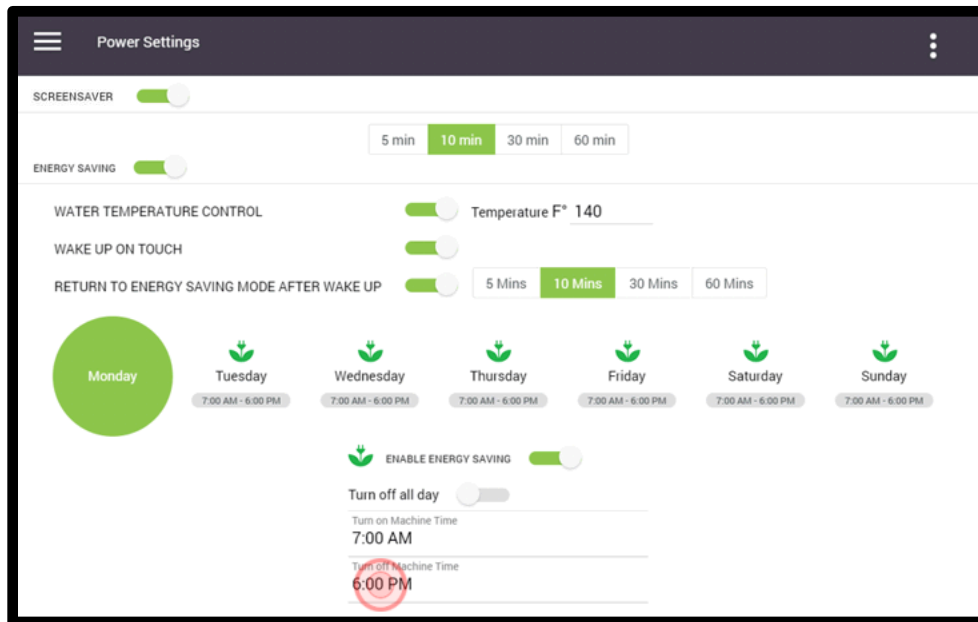 Power Settings
SCREENSAVER
5 min 10 min 30 min 60 min
ENERGY SAVING
WATER TEMPERATURE CONTROL Temperature F° 140
WAKE UP ON TOUCH
RETURN TO ENERGY SAVING MODE AFTER WAKE UP 5 Mins 10 Mins 30 Mins 60 Mins
Monday Tuesday Wednesday Thursday Friday Saturday Sunday
7:00 AM - 6:00 PM 7:00 AM - 6:00 PM 7:00 AM - 6:00 PM 7:00 AM - 6:00 PM 7:00 AM - 6:00 PM 7:00 AM - 6:00 PM
ENABLE ENERGY SAVING
Turn off all day
Turn on Machine Time
7:00 AM
Turn off Machine Time
6:00 PM